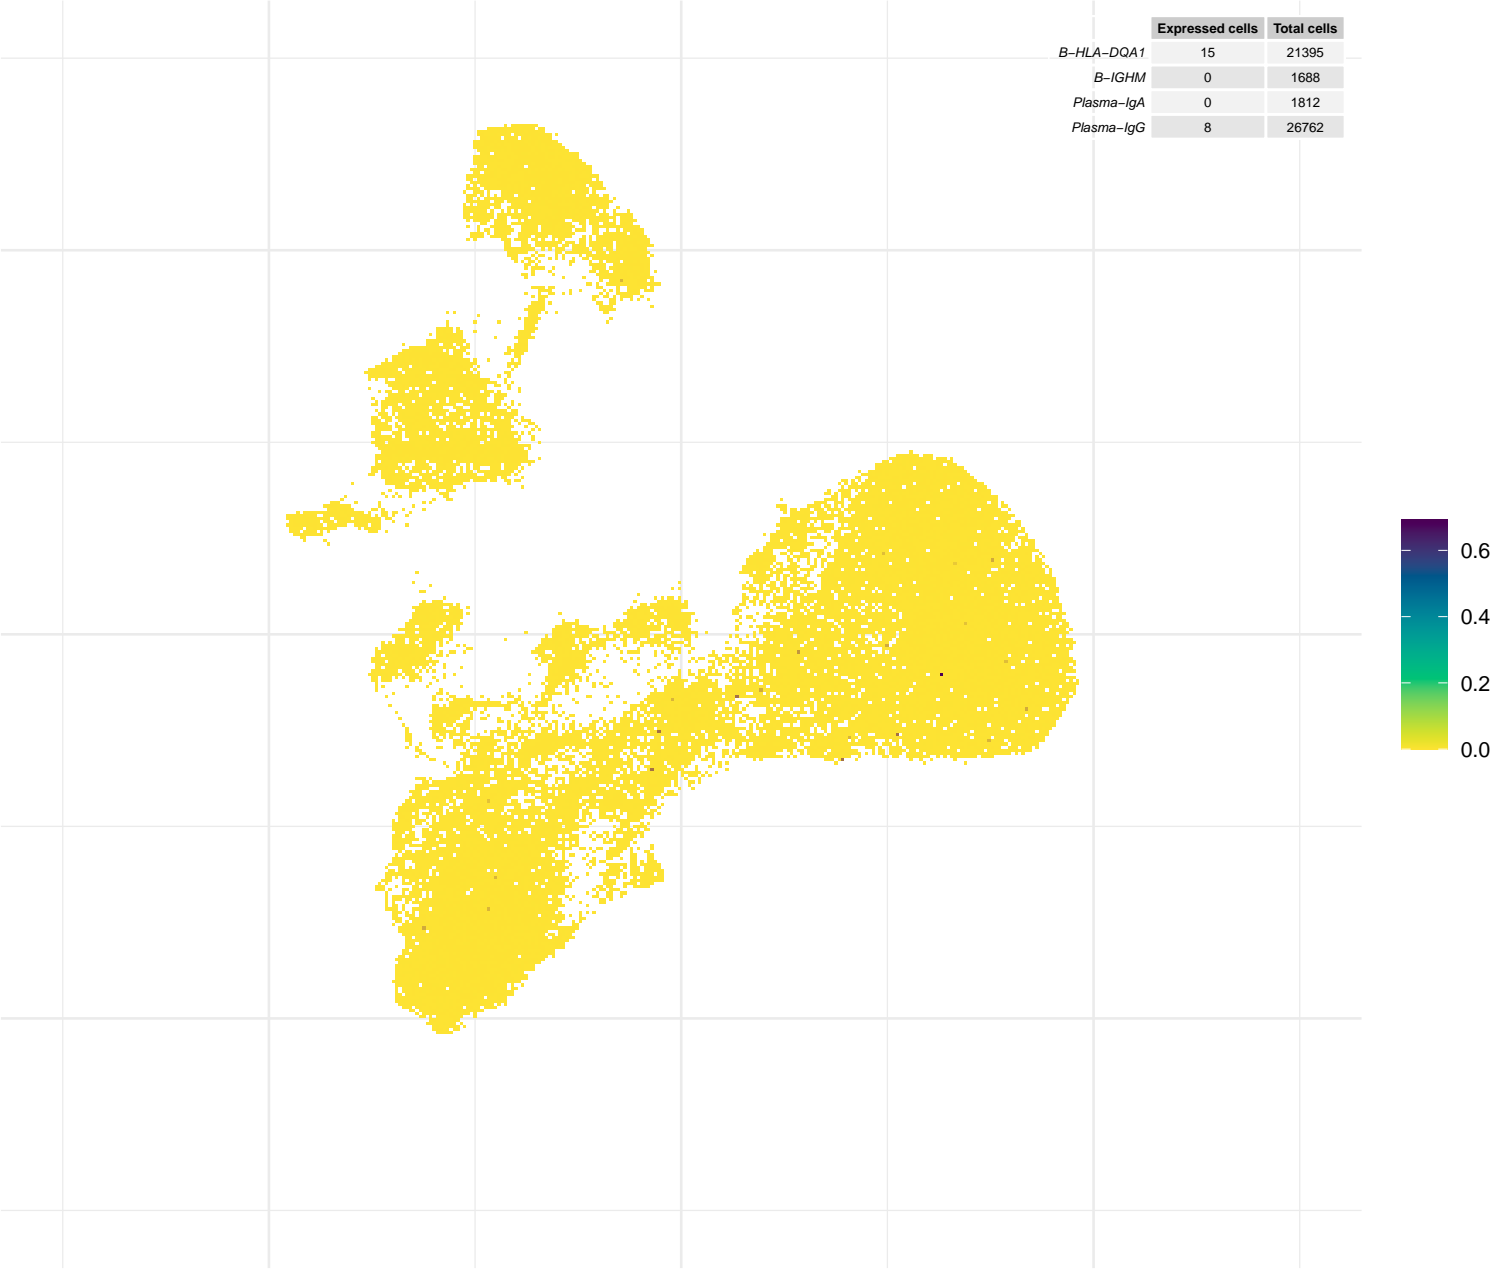 Expressed cells Total cells
B−HLA−DQA1 15 21395
B−IGHM 0 1688
Plasma−IgA 0 1812
Plasma−IgG 8 26762
0.6
0.4
0.2
0.0